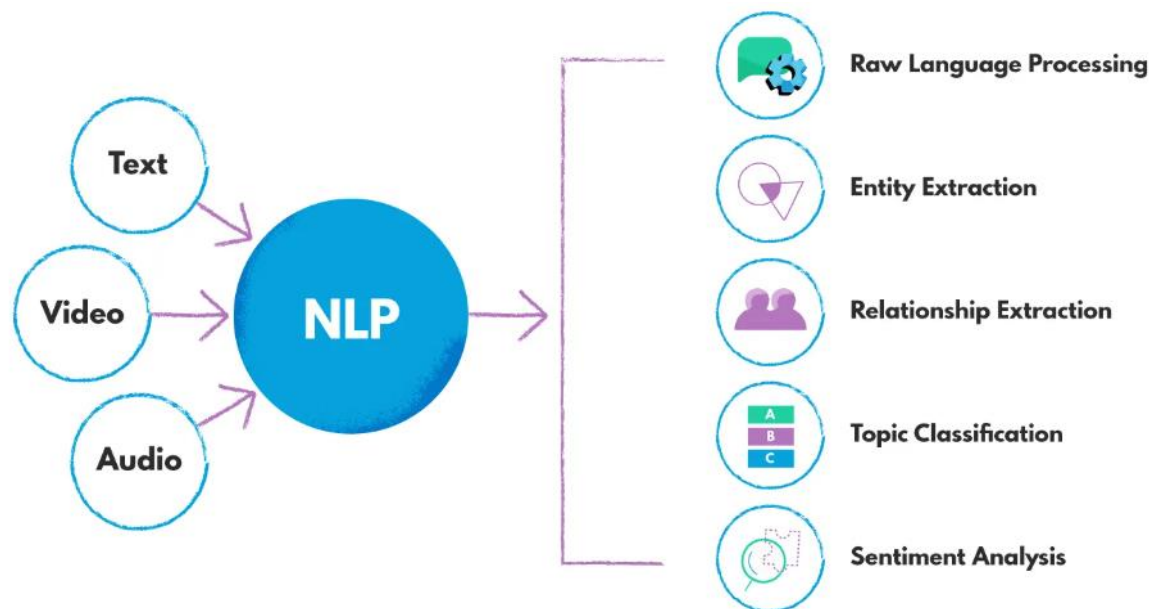 Text
Video
Audio
NLP
Raw Language Processing
Entity Extraction
Relationship Extraction
A
B
C
Topic Classification
Sentiment Analysis